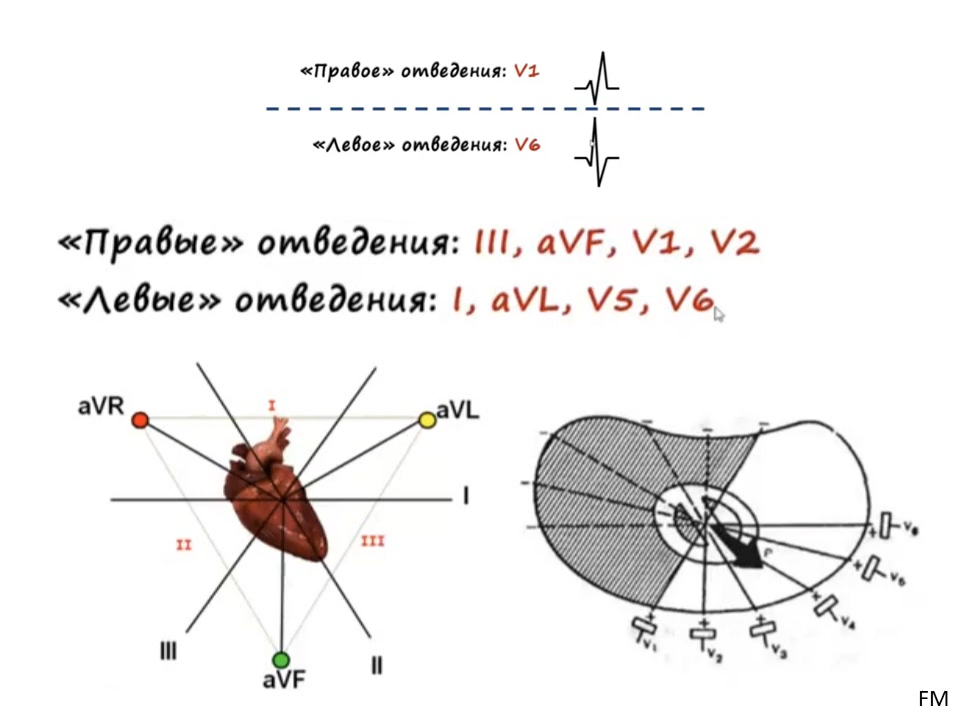 «Правое» отведения: V1
«Левое» отведения: V6
«Правые» отведения: III, aVF, V1, V2
«Левые» отведения: I, aVL, V5, V6
aVR
I
aVL
I
II
III
III
aVF
II
V6
V5
V4
V3
V2
V1
FM